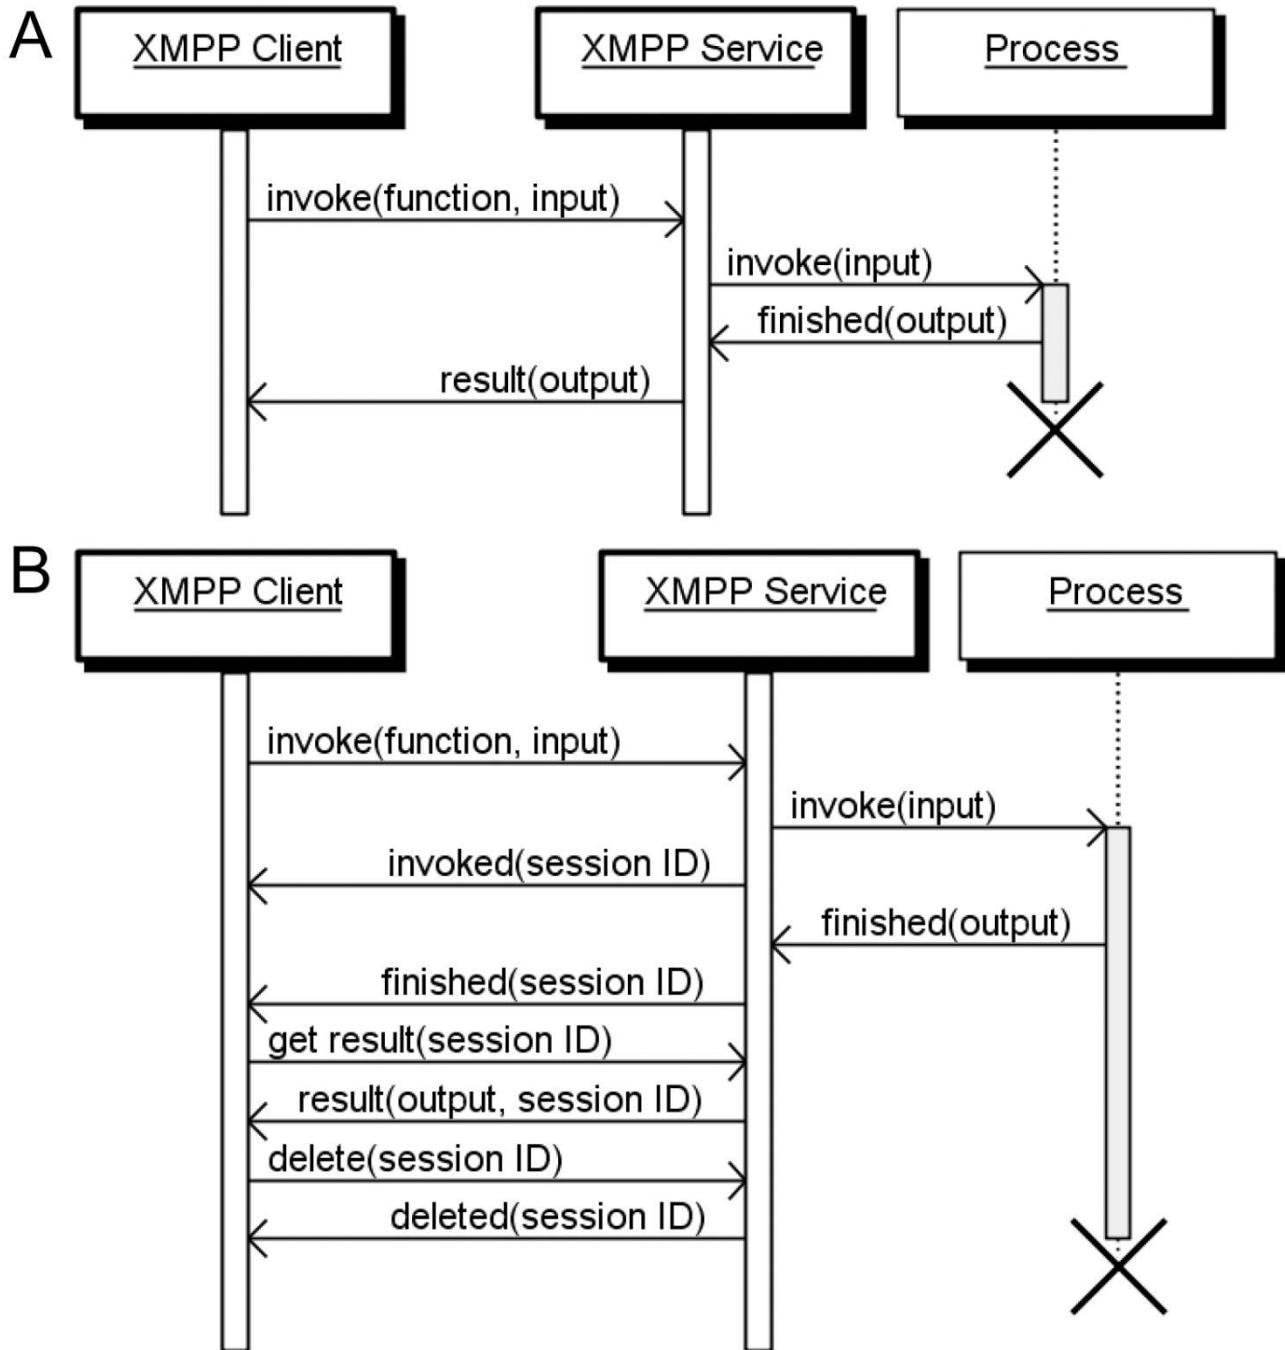 A
XMPP Client
XMPP Service
Process
invoke(function, input)
invoke(input)
finished(output)
result(output)
B
XMPP Client
XMPP Service
Process
invoke(function, input)
invoke(input)
invoked(session ID)
finished(output)
finished(session ID)
get result(session ID)
result(output, session ID)
delete(session ID)
deleted(session ID)